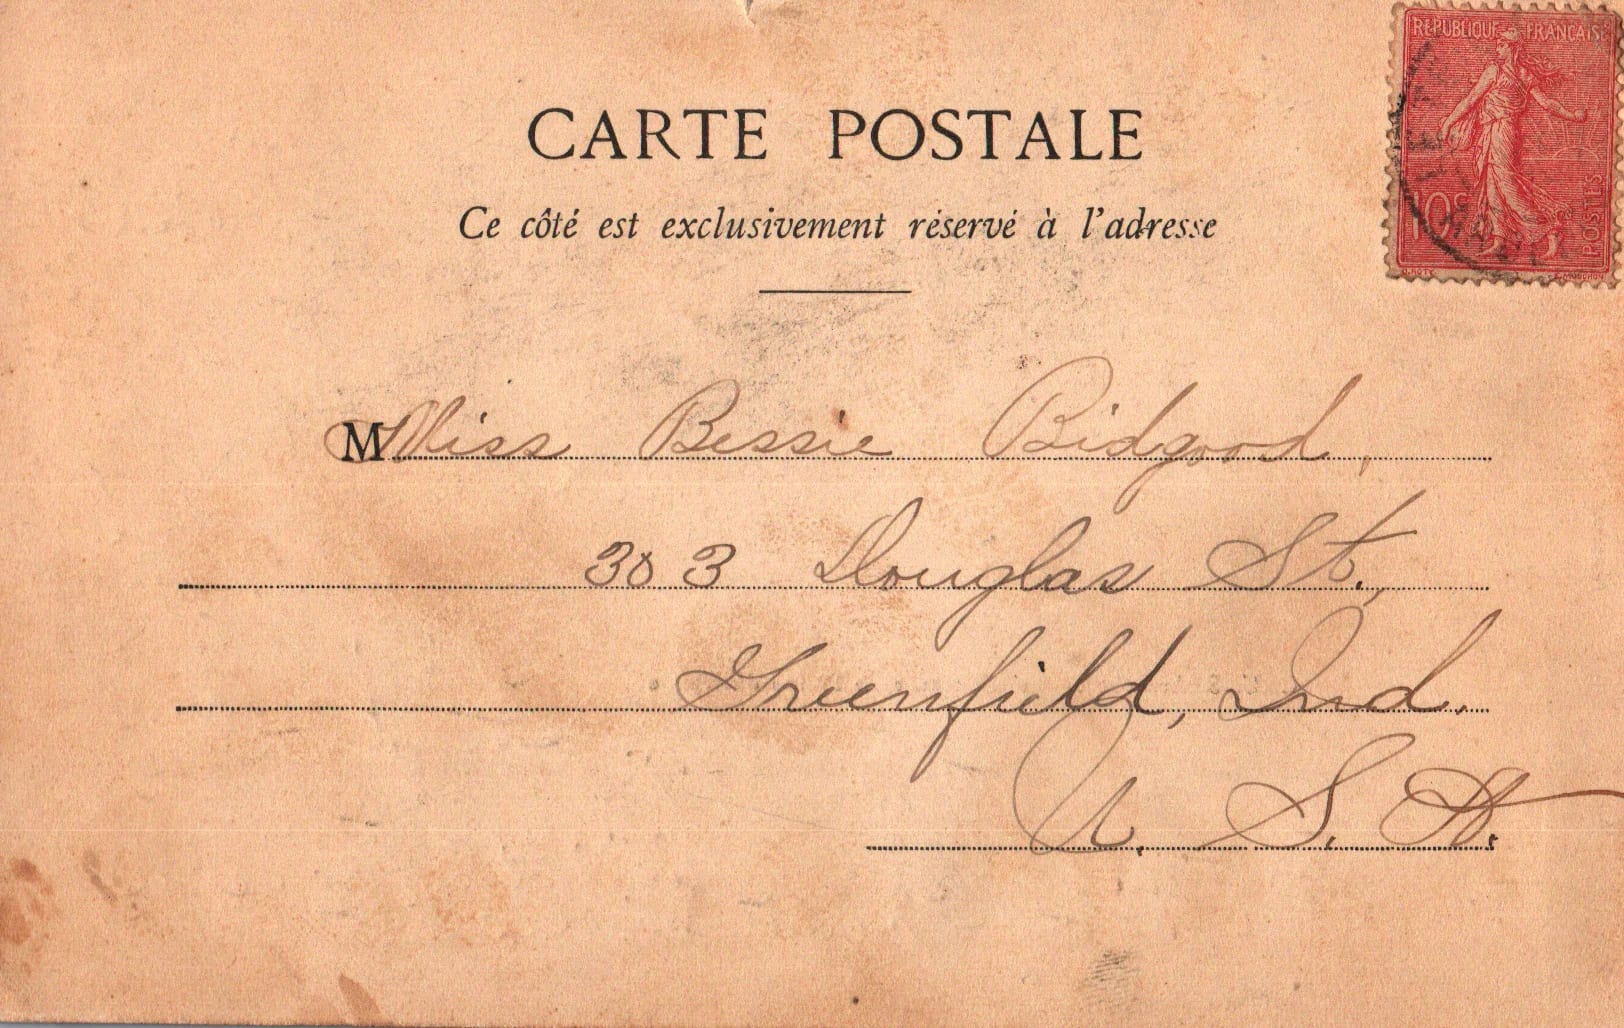 RÉPUBLIQUE FRANÇAISE
CARTE POSTALE
Ce côté est exclusivement réservé à l'adresse
10c POSTES
O. ROTY
M Miss Bessie Bidgood,
303 Douglas St.,
Greenfield, Ind.
U. S. A.